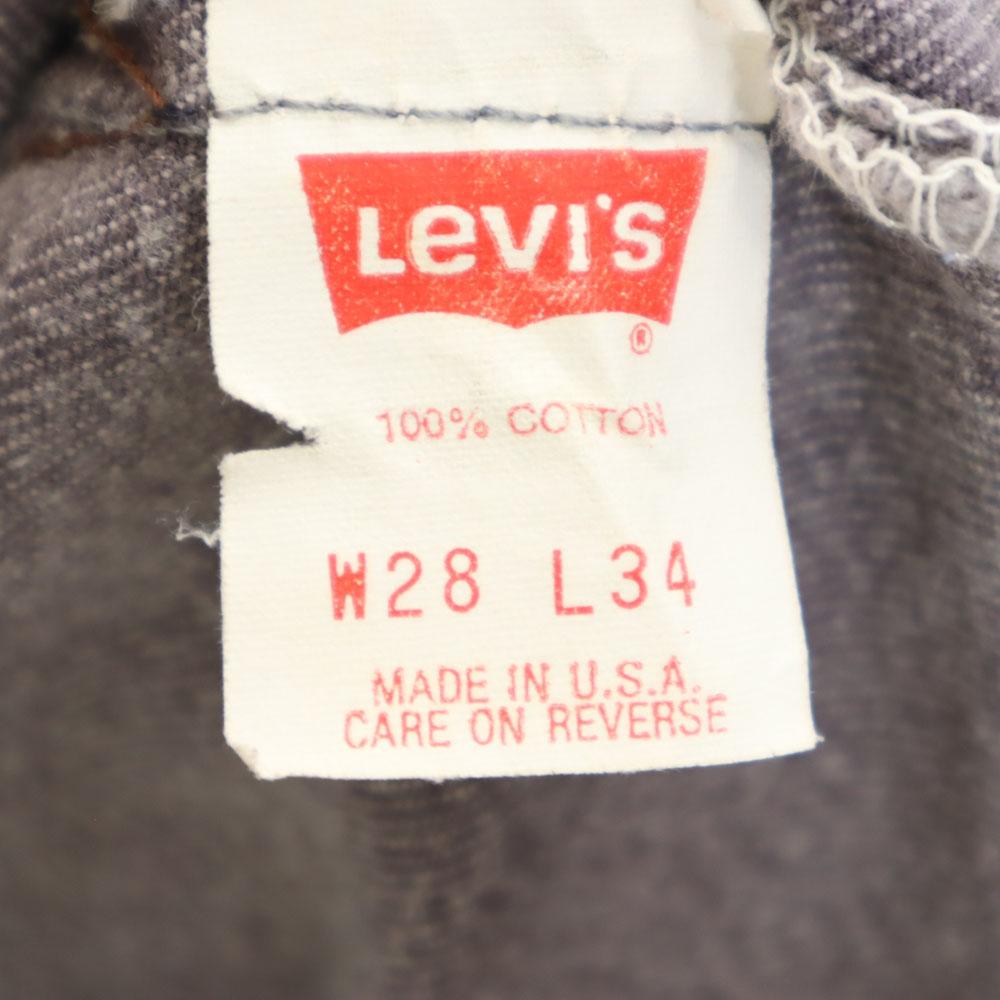 Levi's
®
100% COTTON
W28 L34
MADE IN U.S.A.
CARE ON REVERSE